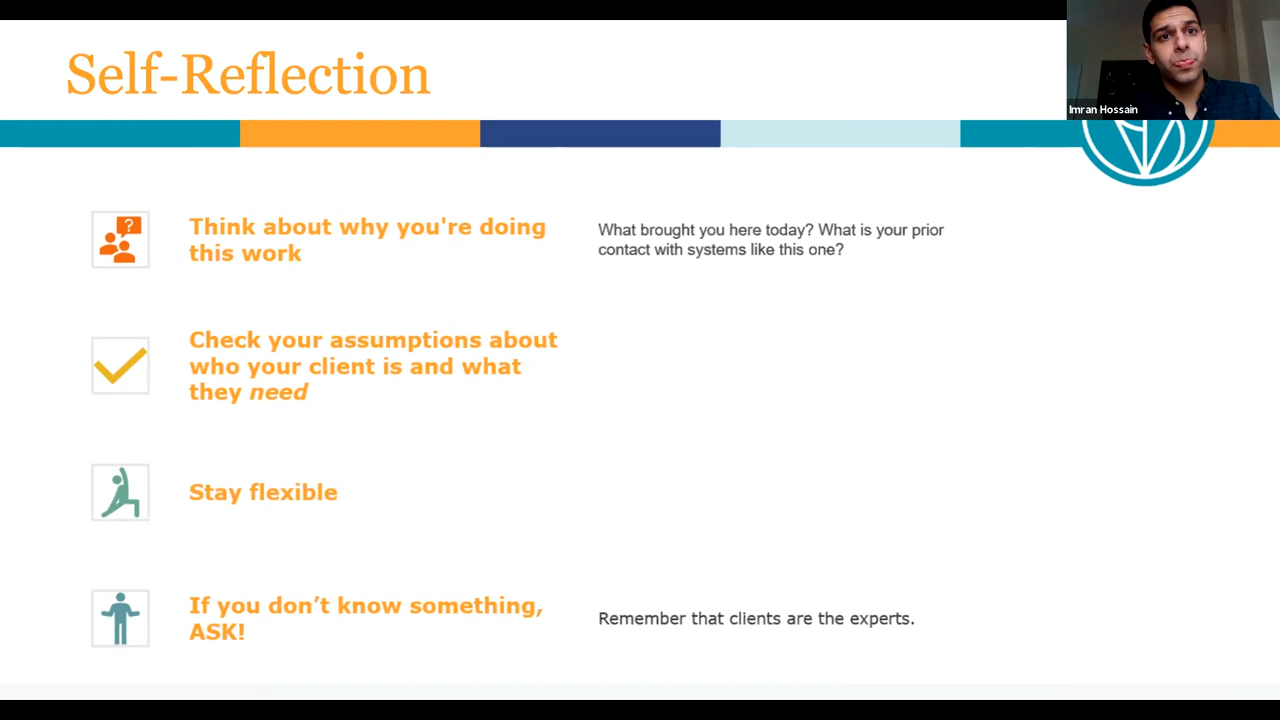 Self-Reflection
Imran Hossain
?
Think about why you're doing
this work
What brought you here today? What is your prior
contact with systems like this one?
Check your assumptions about
who your client is and what
they need
Stay flexible
If you don’t know something,
ASK!
Remember that clients are the experts.